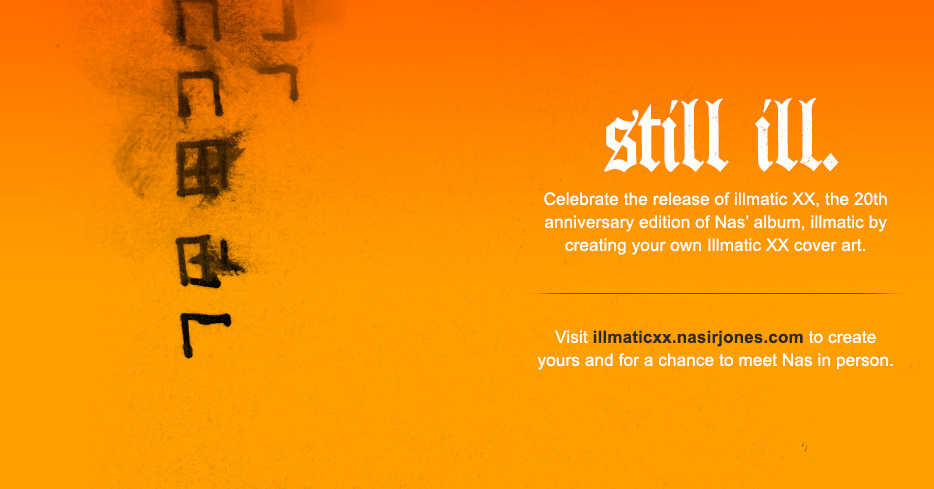 still ill.
Celebrate the release of illmatic XX, the 20th
anniversary edition of Nas' album, illmatic by
creating your own Illmatic XX cover art.
Visit illmaticxx.nasirjones.com to create
yours and for a chance to meet Nas in person.